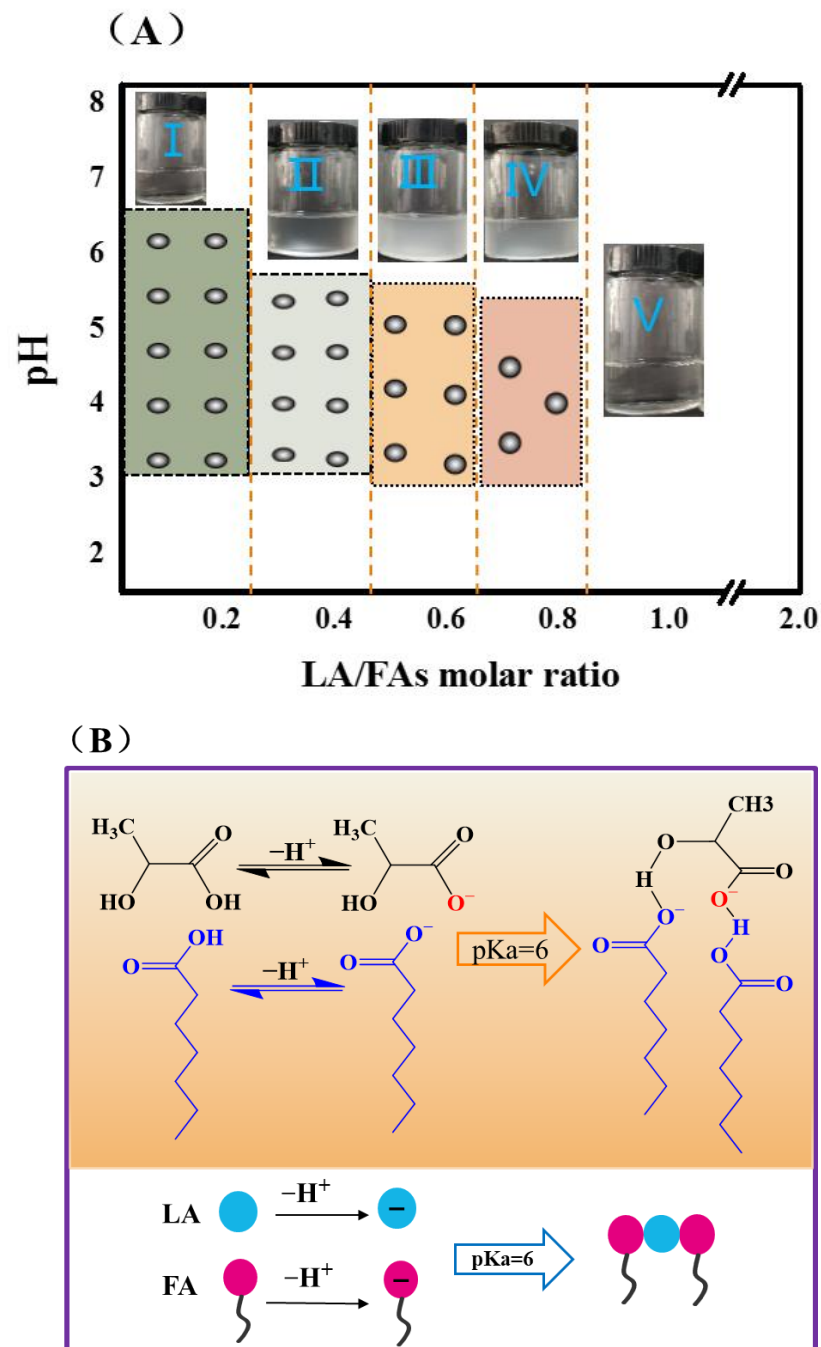 （A）
8
7
6
5
4
3
2
pH
I
II
III
IV
V
0.2 0.4 0.6 0.8 1.0 2.0
LA/FAs molar ratio
（B）
H₃C
O
HO
OH
−H⁺
H₃C
O
HO
O⁻
CH3
O
H
O
O⁻
O⁻
H
O
O
O
OH
O
−H⁺
O⁻
O
pKa=6
LA
−H⁺
−
pKa=6
FA
−H⁺
−